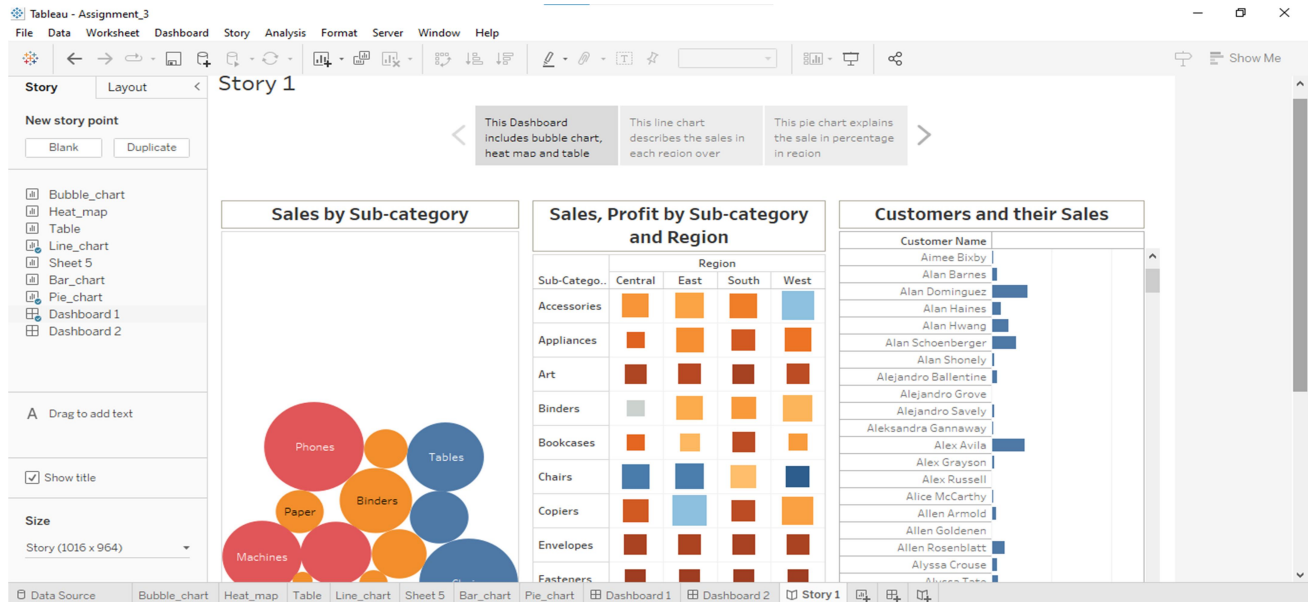 Tableau - Assignment_3
File Data Worksheet Dashboard Story Analysis Format Server Window Help
Show Me
Story Layout
New story point
Blank Duplicate
Bubble_chart
Heat_map
Table
Line_chart
Sheet 5
Bar_chart
Pie_chart
Dashboard 1
Dashboard 2
A Drag to add text
Show title
Size
Story (1016 x 964)
Story 1
This Dashboard
includes bubble chart,
heat map and table
This line chart
describes the sales in
each region over
This pie chart explains
the sale in percentage
in region
Sales by Sub-category
Phones
Tables
Binders
Paper
Machines
Sales, Profit by Sub-category
and Region
Region
Sub-Catego.. Central East South West
Accessories
Appliances
Art
Binders
Bookcases
Chairs
Copiers
Envelopes
Fasteners
Customers and their Sales
Customer Name
Aimee Bixby
Alan Barnes
Alan Dominguez
Alan Haines
Alan Hwang
Alan Schoenberger
Alan Shonely
Alejandro Ballentine
Alejandro Grove
Alejandro Savely
Aleksandra Gannaway
Alex Avila
Alex Grayson
Alex Russell
Alice McCarthy
Allen Armold
Allen Goldenen
Allen Rosenblatt
Alyssa Crouse
Alyssa Tate
Data Source Bubble_chart Heat_map Table Line_chart Sheet 5 Bar_chart Pie_chart Dashboard 1 Dashboard 2 Story 1